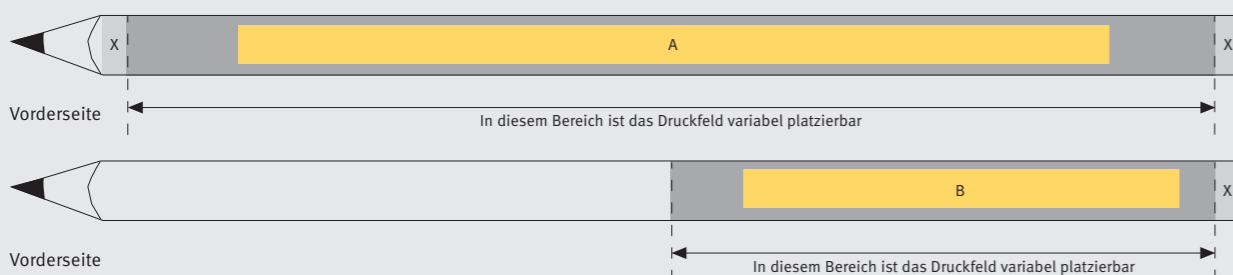 X A X
Vorderseite
In diesem Bereich ist das Druckfeld variabel platzierbar
B X
Vorderseite
In diesem Bereich ist das Druckfeld variabel platzierbar